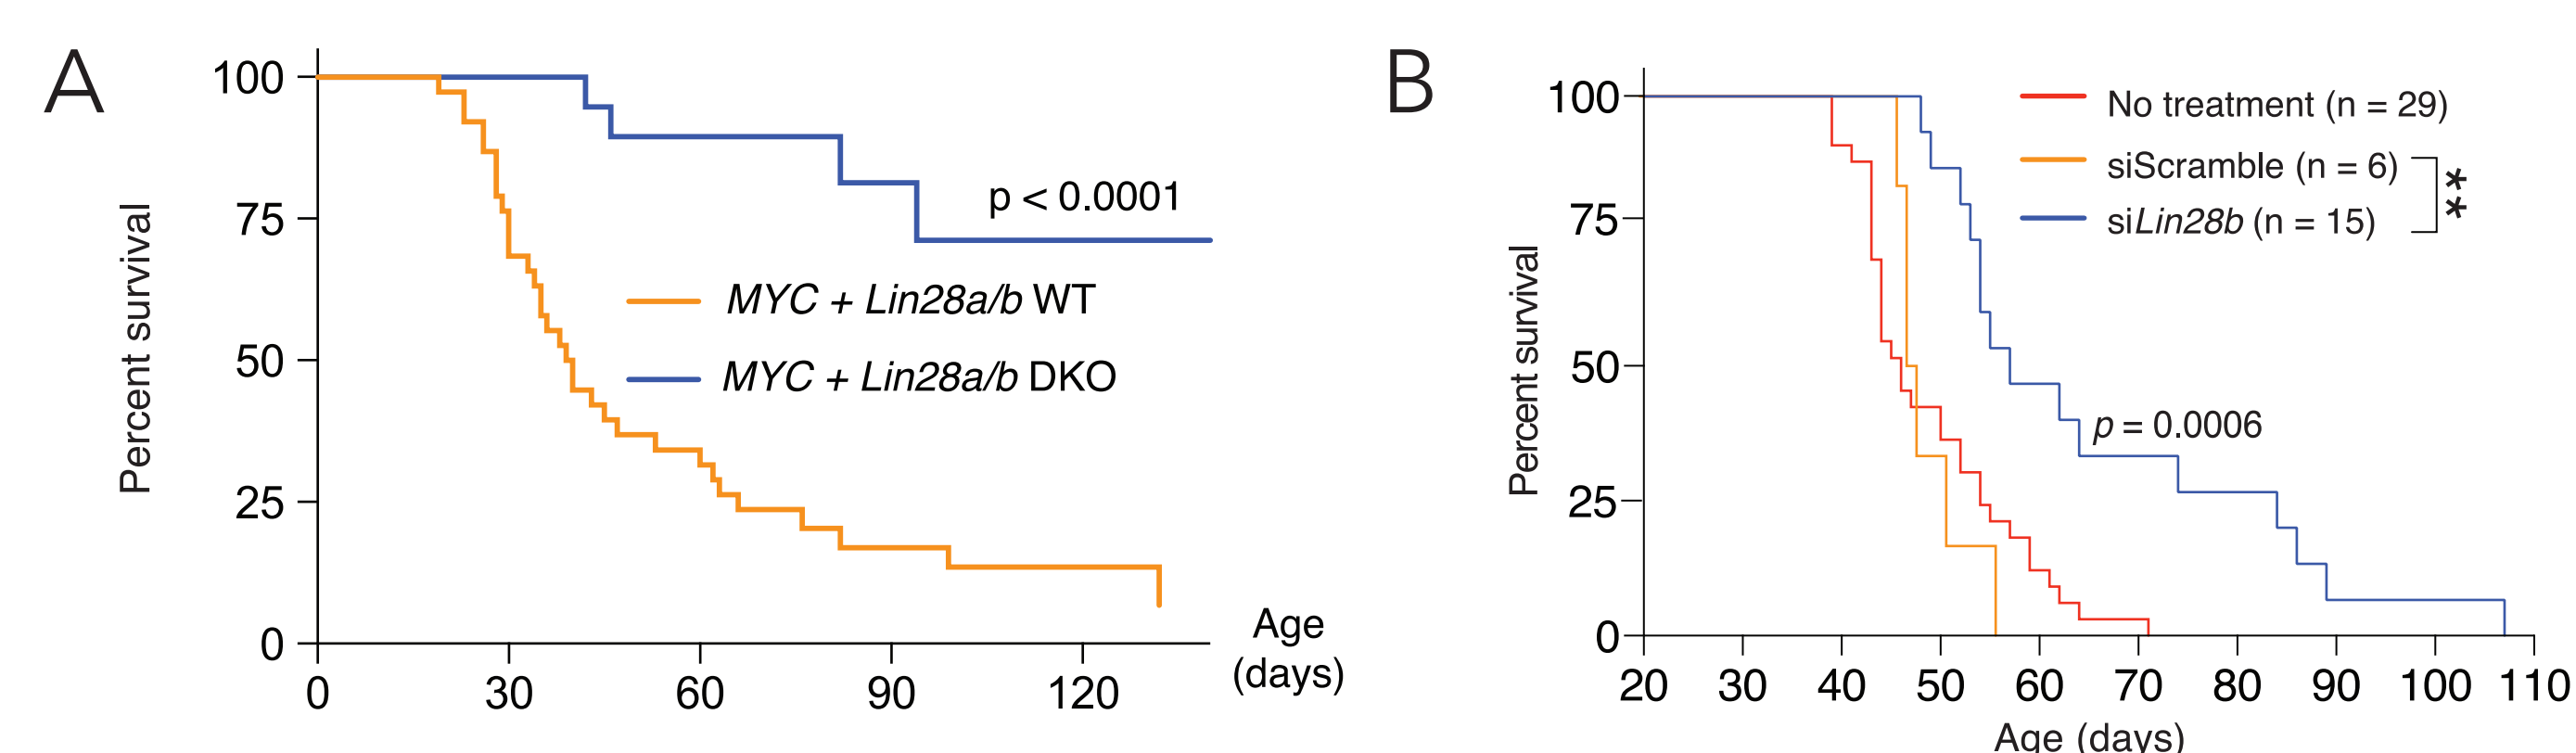 A
100
75
50
25
0
0 30 60 90 120
Percent survival
Age
(days)
p < 0.0001
MYC + Lin28a/b WT
MYC + Lin28a/b DKO
B
100
75
50
25
0
20 30 40 50 60 70 80 90 100 110
Percent survival
Age (days)
No treatment (n = 29)
siScramble (n = 6)
siLin28b (n = 15)
**
p = 0.0006